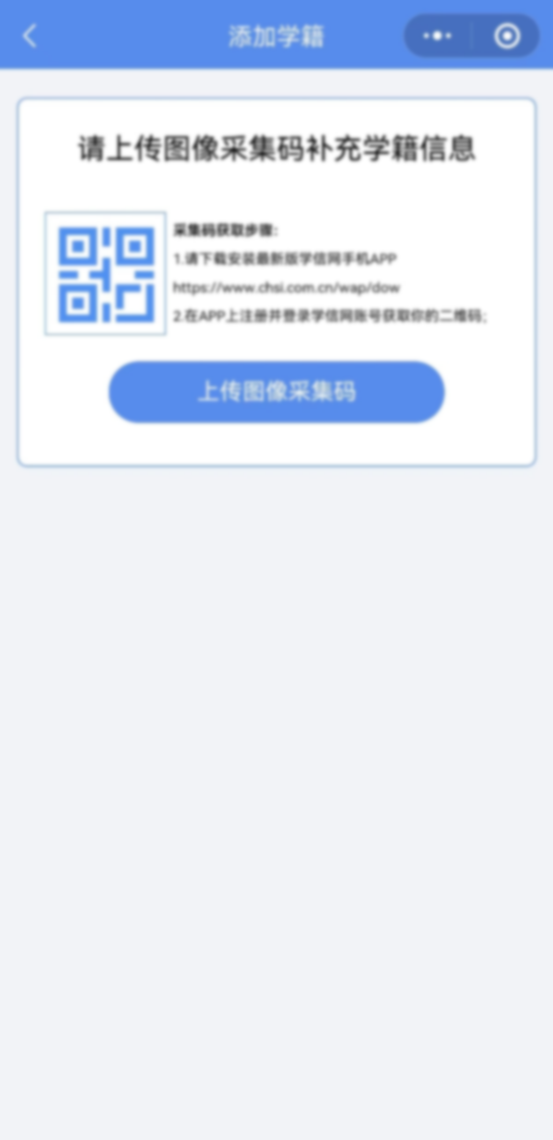 添加学籍
请上传图像采集码补充学籍信息
采集码获取步骤：
1.请下载安装最新版学信网手机APP
https://www.chsi.com.cn/wap/dow
2.在APP上注册并登录学信网账号获取你的二维码;
上传图像采集码